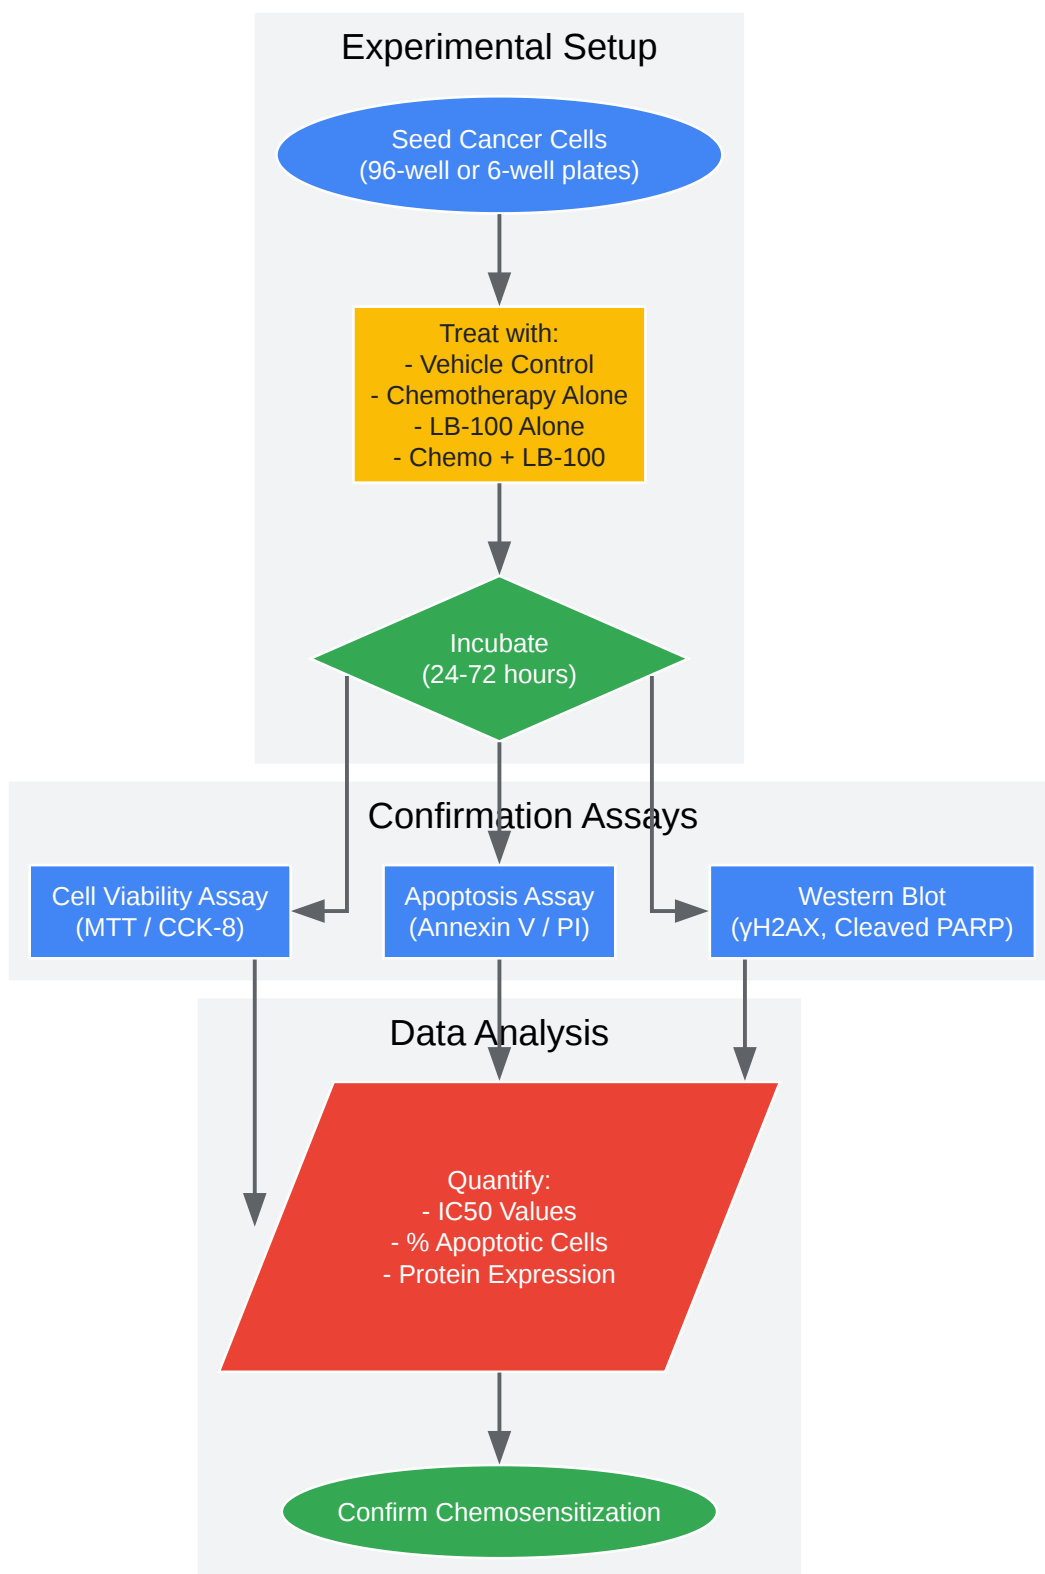 Experimental Setup
Seed Cancer Cells
(96-well or 6-well plates)
Treat with:
- Vehicle Control
- Chemotherapy Alone
- LB-100 Alone
- Chemo + LB-100
Incubate
(24-72 hours)
Confirmation Assays
Cell Viability Assay
(MTT / CCK-8)
Apoptosis Assay
(Annexin V / PI)
Western Blot
(γH2AX, Cleaved PARP)
Data Analysis
Quantify:
- IC50 Values
- % Apoptotic Cells
- Protein Expression
Confirm Chemosensitization